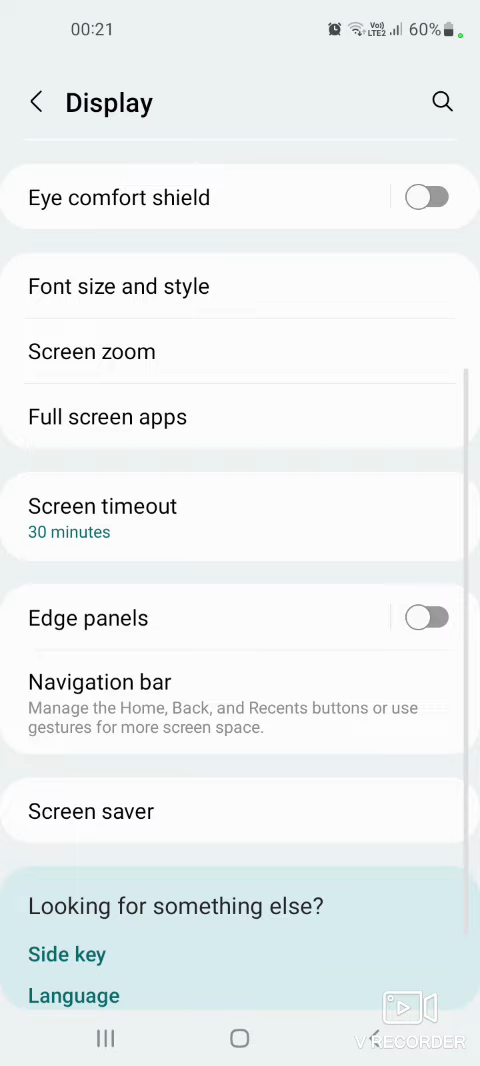 00:21
Vo)) LTE2 60%
Display
Eye comfort shield
Font size and style
Screen zoom
Full screen apps
Screen timeout
30 minutes
Edge panels
Navigation bar
Manage the Home, Back, and Recents buttons or use
gestures for more screen space.
Screen saver
Looking for something else?
Side key
Language
V RECORDER